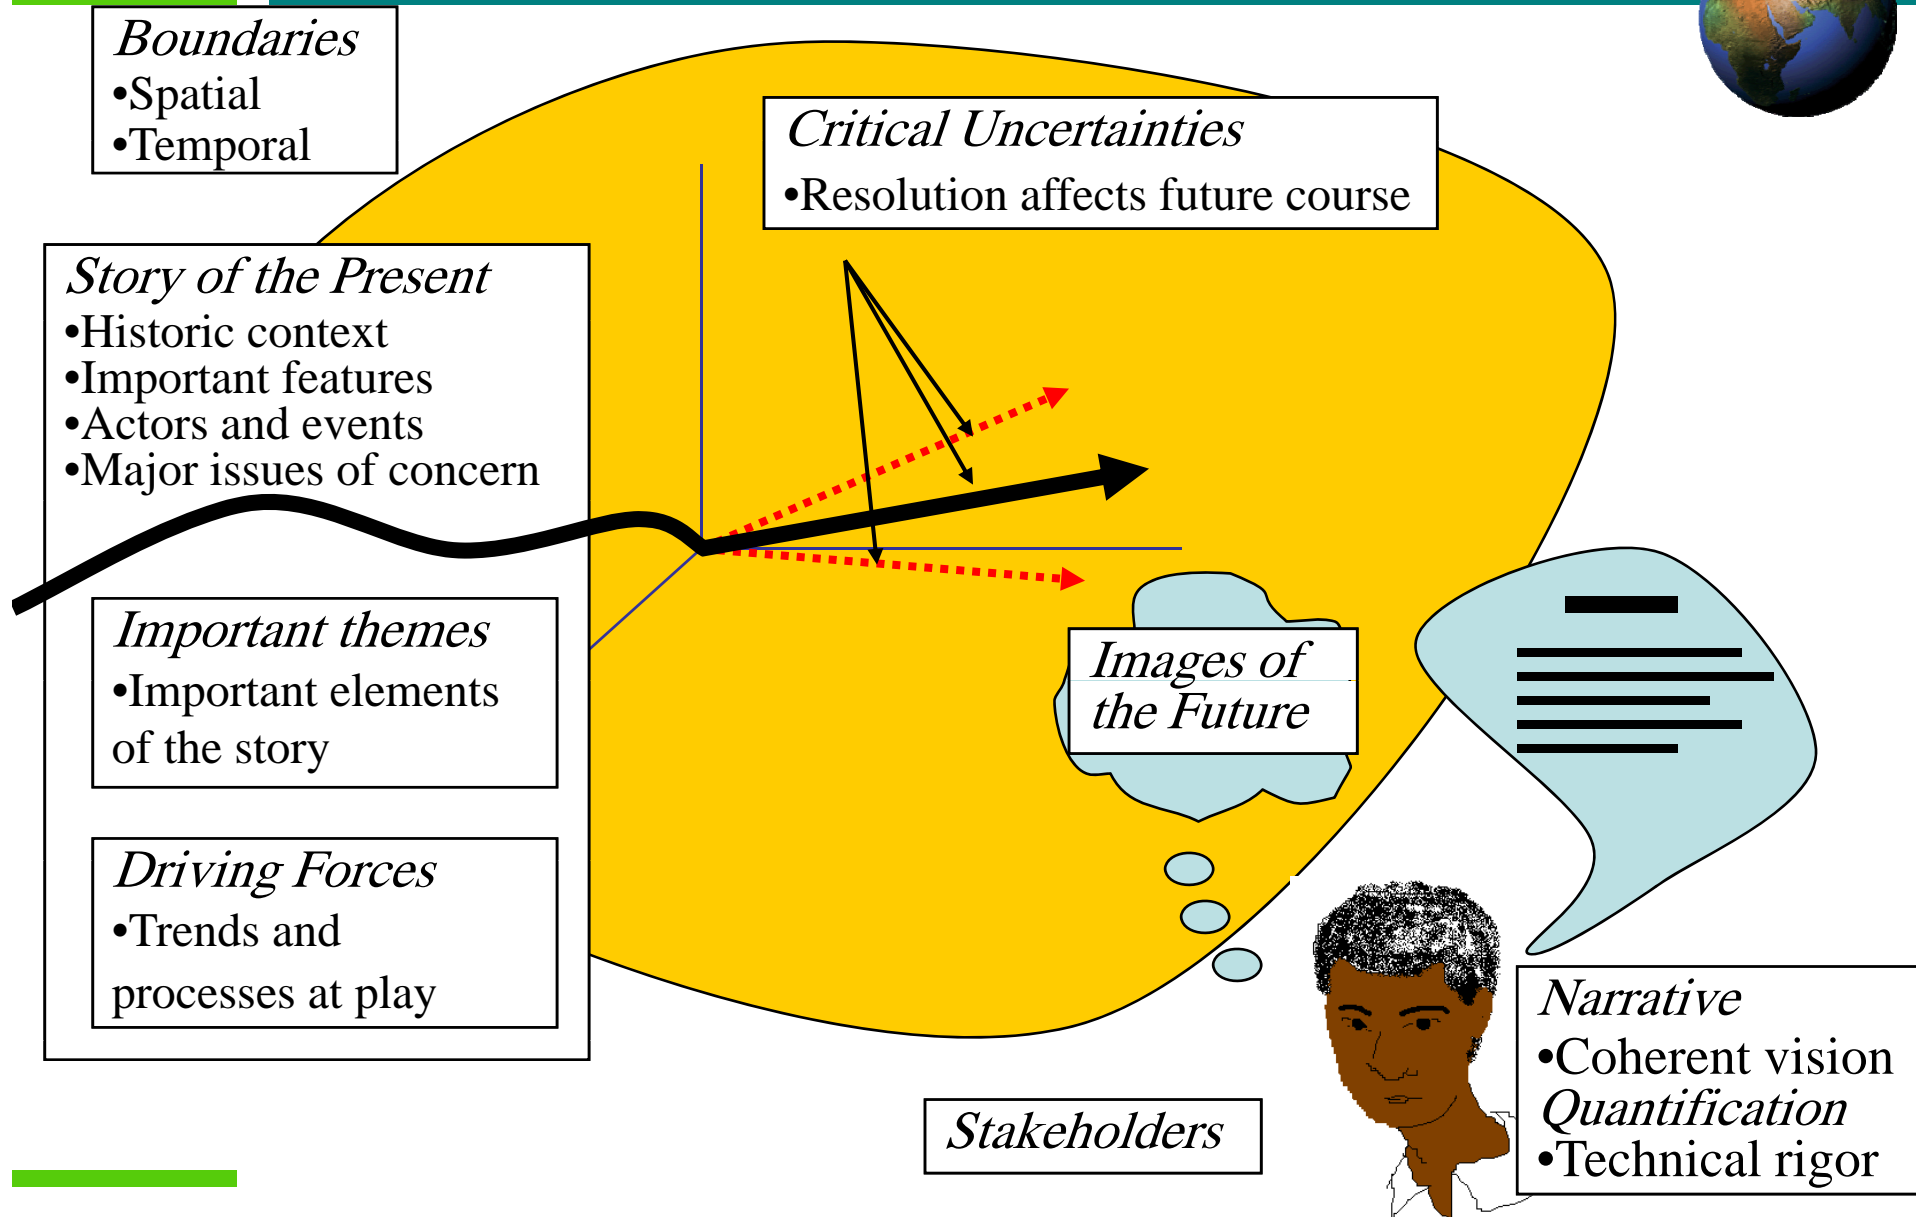 Boundaries
•Spatial
•Temporal
Critical Uncertainties
•Resolution affects future course
Story of the Present
•Historic context
•Important features
•Actors and events
•Major issues of concern
Important themes
•Important elements
of the story
Images of
the Future
Driving Forces
•Trends and
processes at play
Narrative
•Coherent vision
Quantification
•Technical rigor
Stakeholders